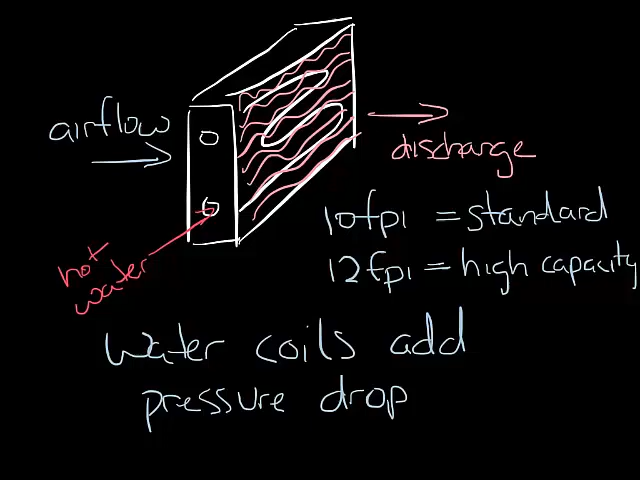 airflow
discharge
10fpi = standard
hot
water
12fpi = high capacity
water coils add
pressure drop